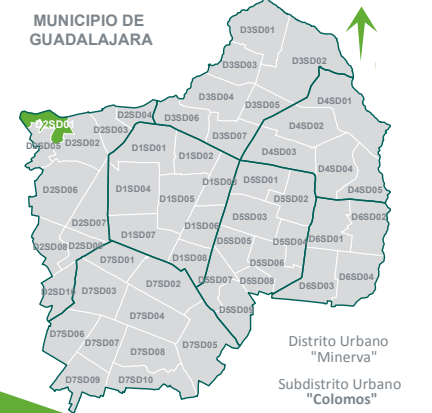 MUNICIPIO DE
GUADALAJARA
D3SD01
D3SD02
D3SD03
D3SD04
D3SD05
D4SD01
D2SD01
D2SD04
D3SD06
D4SD02
D2SD03
D3SD07
D2SD05
D2SD02
D1SD01
D1SD02
D4SD03
D4SD04
D2SD06
D1SD04
D1SD03
D5SD01
D4SD05
D1SD05
D5SD02
D2SD07
D1SD06
D5SD03
D6SD02
D1SD07
D5SD05
D5SD04
D6SD01
D2SD08
D2SD09
D7SD01
D1SD08
D5SD06
D2SD10
D7SD03
D7SD02
D5SD07
D5SD08
D6SD03
D6SD04
D7SD04
D5SD09
D7SD06
D7SD07
D7SD08
D7SD05
D7SD09
D7SD10
Distrito Urbano
"Minerva"
Subdistrito Urbano
"Colomos"